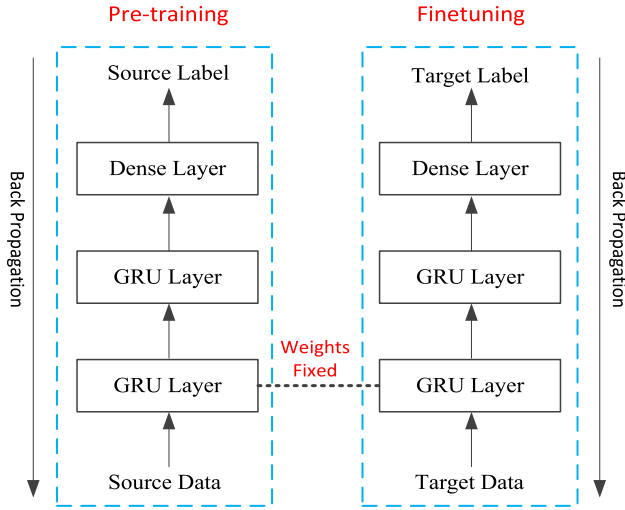 Pre-training
Finetuning
Source Label
Target Label
Dense Layer
Dense Layer
Back Propagation
Back Propagation
GRU Layer
GRU Layer
Weights
Fixed
GRU Layer
GRU Layer
Source Data
Target Data